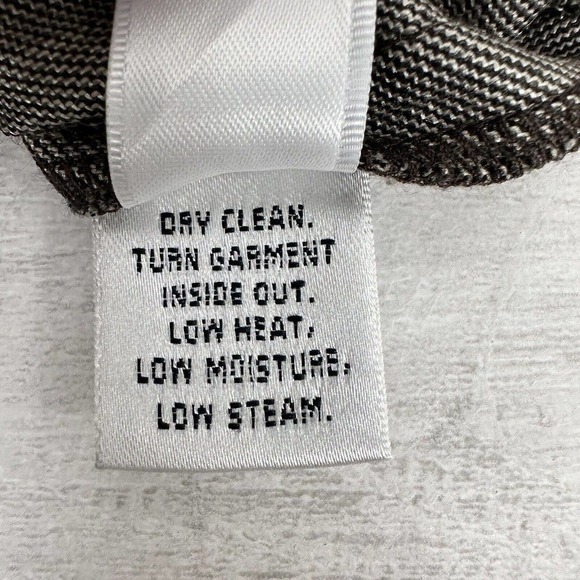 DRY CLEAN.
TURN GARMENT
INSIDE OUT.
LOW HEAT,
LOW MOISTURE,
LOW STEAM.